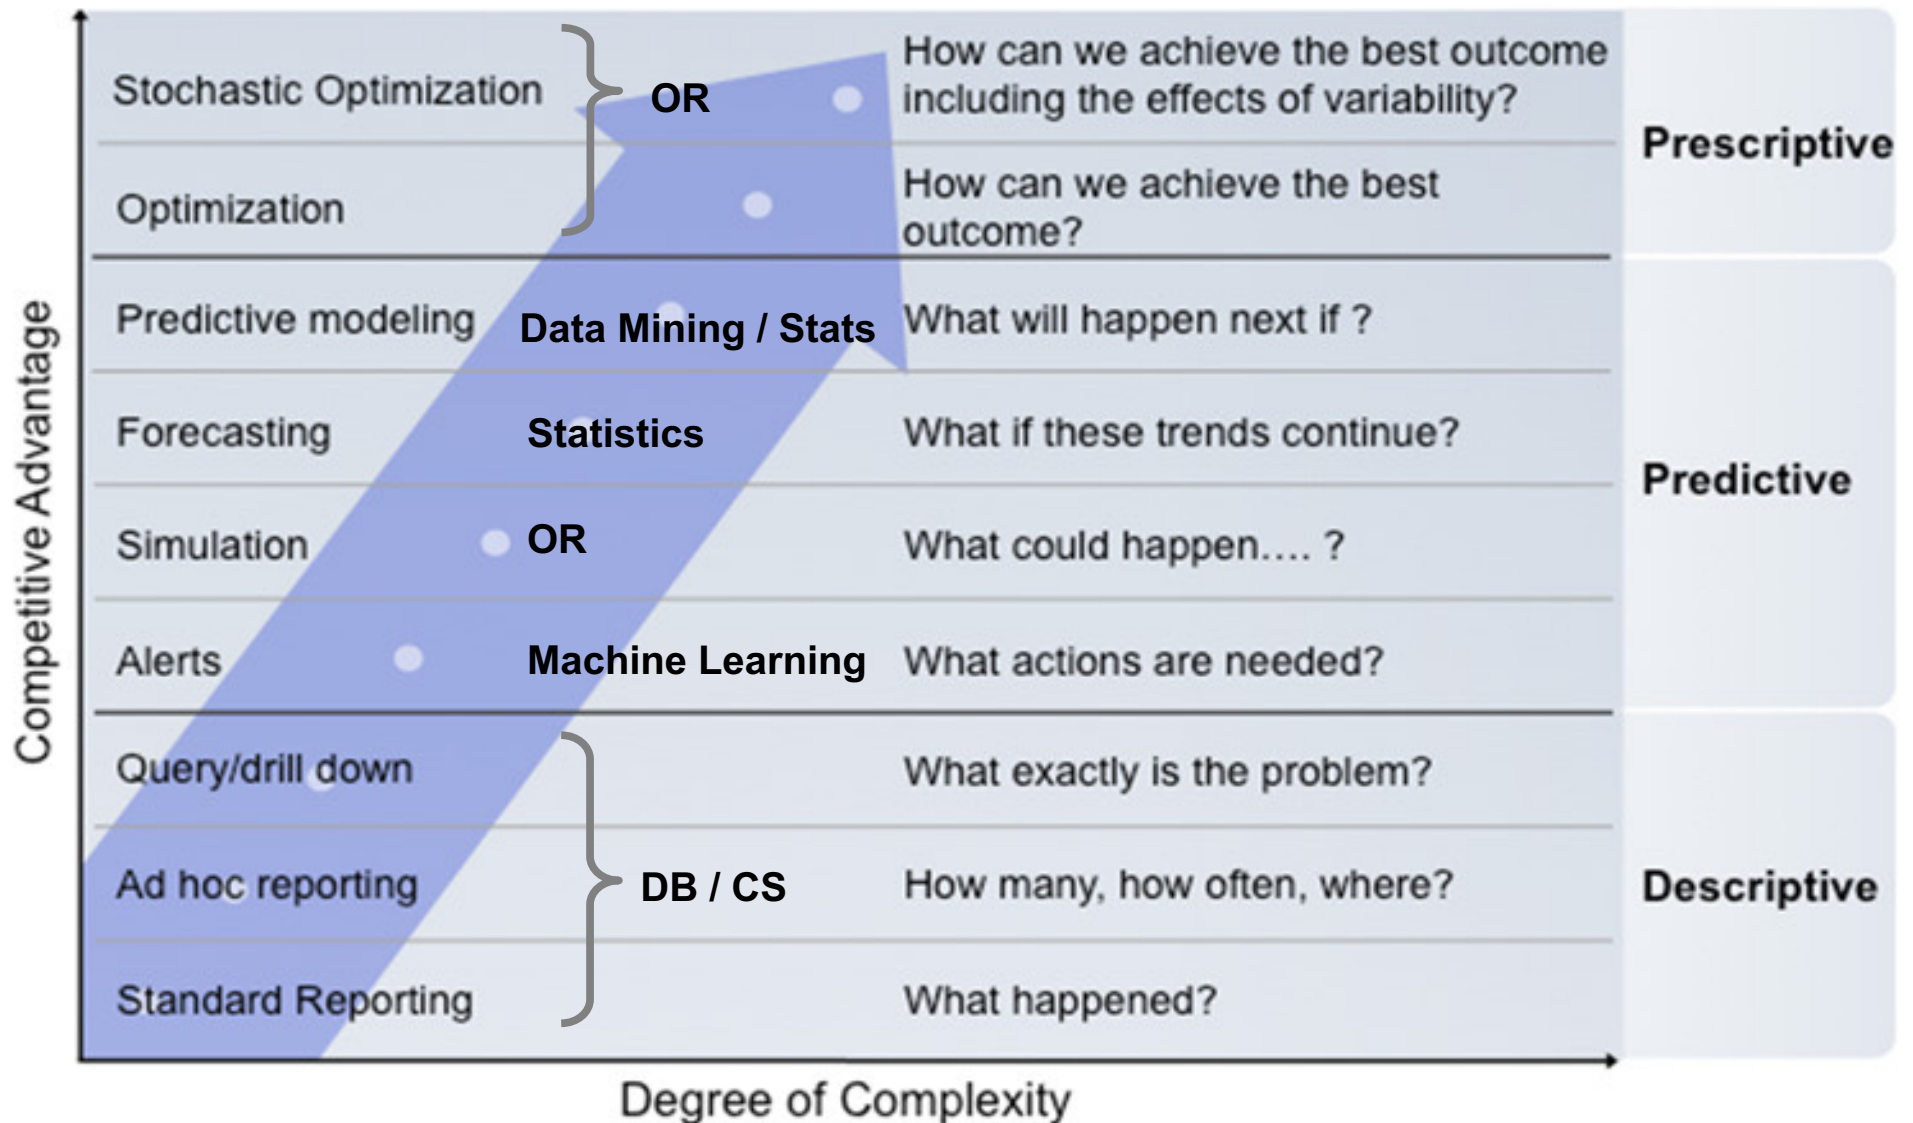 Competitive Advantage
Stochastic Optimization
OR
How can we achieve the best outcome
including the effects of variability?
Prescriptive
Optimization
How can we achieve the best
outcome?
Predictive modeling
Data Mining / Stats
What will happen next if ?
Forecasting
Statistics
What if these trends continue?
Predictive
Simulation
OR
What could happen.... ?
Alerts
Machine Learning
What actions are needed?
Query/drill down
What exactly is the problem?
Ad hoc reporting
DB / CS
How many, how often, where?
Descriptive
Standard Reporting
What happened?
Degree of Complexity